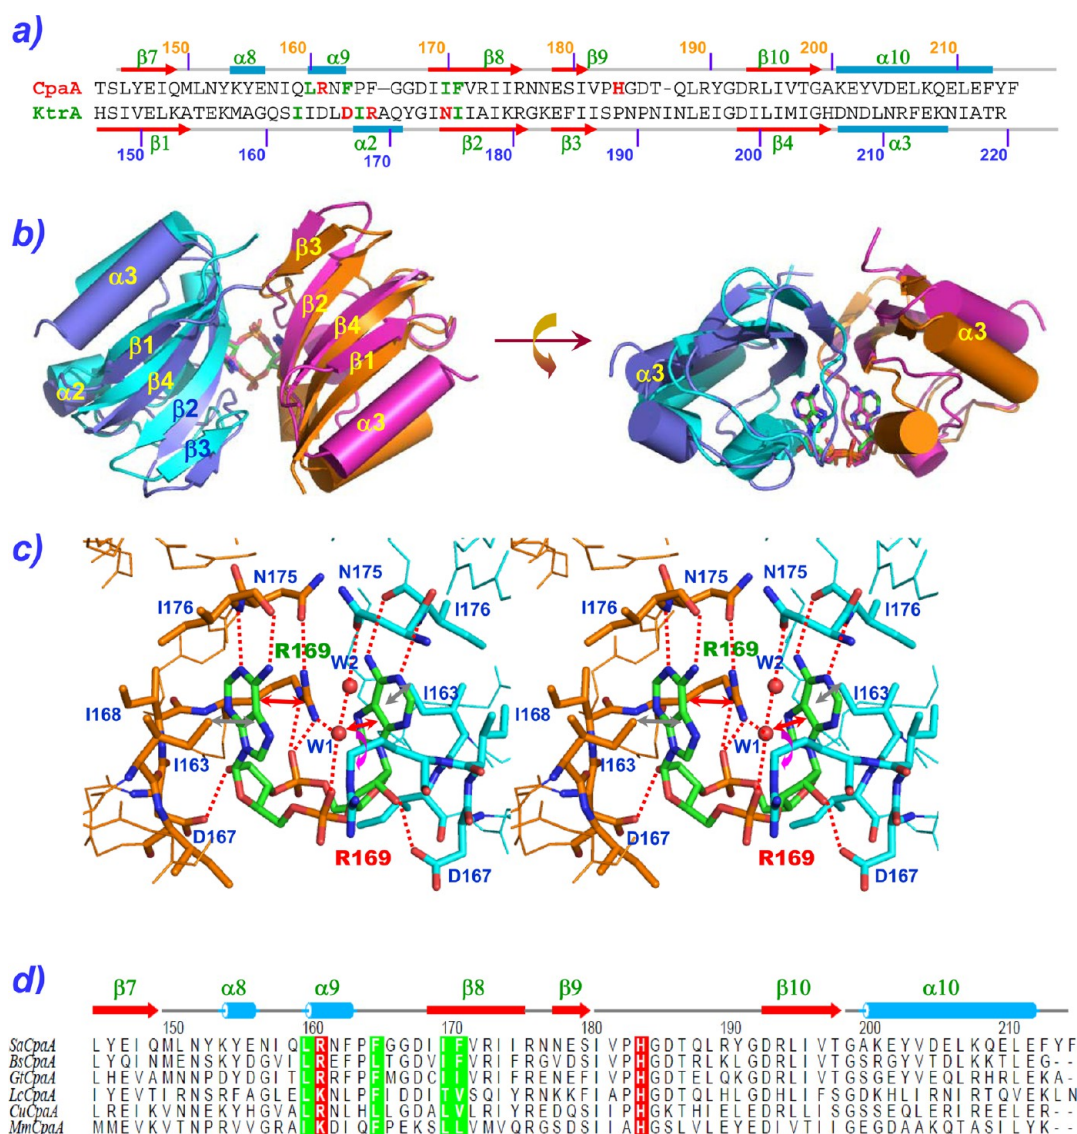 a)
150 160 170 180 190 200 210
β7 α8 α9 β8 β9 β10 α10
CpaA TSLYEIQMLNYKYENIQLRNFPF–GGDIIFVRIIRNNESIVPHGDT-QLRYGDRLIVTGAKEYVDELKQELEFYF
KtrA HSIVELKATEKMAGQSIIDLDIRAQYGINIIAIKRGKEFIISPNPNINLEIGDILIMIGHDNDLNRFEKNIATR
β1 α2 β2 β3 β4 α3
150 160 170 180 190 200 210 220
b)
α3 β3 β2 β4 β1 α3
α2 β1 β4 β2 β3
α3 α3
c)
N175 N175 I176 I176 R169 W2 I163 I168 W1 I163 D167 R169 D167
N175 N175 I176 I176 R169 W2 I163 I168 W1 I163 D167 R169 D167
d)
β7 α8 α9 β8 β9 β10 α10
150 160 170 180 190 200 210
SaCpaA LYEIQMLNYKYENIQLRNFPFGGDIIFVRIIRNNESIVPHGDTQLRYGDRLIVTGAKEYVDELKQELEFYF
BsCpaA LYQINMENSKYDGVILREFPLTGDVLIVRIFRGVDSIVPHGDTKLKLGDRLIVTGSRGYVTDLKKTLEG--
GtCpaA LHEVAMNNPDYDGITLRRFPFMGDCIIVRIFRENEFIVPHGDTELQKGDRLIVTGSGEYVEQLRHRLEKA-
LcCpaA IYEVTIRNSRFAGLELKNLPFIDDITVSQIYRNKKFIAPHGDTHLRLGDHLIFSGDKHLIRNIRTQVEKLN
CuCpaA LREIKVNNEKYHGVALRNLHLLGDALVLRIYREDQSIIPHGKTHIELEDRLLISGSSEQLERIREELER--
MmCpaA MMEVKMVTPRLVVGRAIKDIQFPEKSLLVMVQRGSDSIIAHGSLVLEYEDIVTIIGEGDAAKQTASILYK-